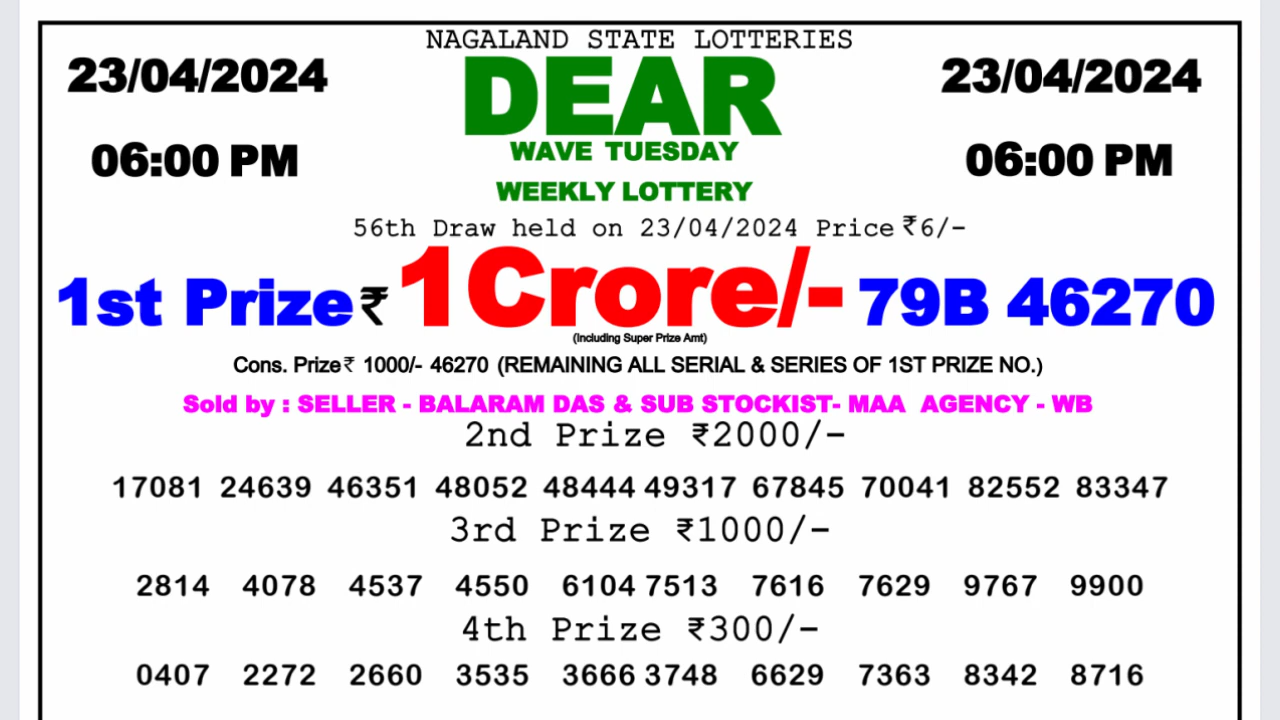 NAGALAND STATE LOTTERIES
23/04/2024 DEAR 23/04/2024
06:00 PM WAVE TUESDAY 06:00 PM
WEEKLY LOTTERY
56th Draw held on 23/04/2024 Price ₹6/-
1st Prize ₹ 1Crore/- 79B 46270
(Including Super Prize Amt)
Cons. Prize ₹ 1000/- 46270 (REMAINING ALL SERIAL & SERIES OF 1ST PRIZE NO.)
Sold by : SELLER - BALARAM DAS & SUB STOCKIST- MAA AGENCY - WB
2nd Prize ₹2000/-
17081 24639 46351 48052 48444 49317 67845 70041 82552 83347
3rd Prize ₹1000/-
2814 4078 4537 4550 6104 7513 7616 7629 9767 9900
4th Prize ₹300/-
0407 2272 2660 3535 3666 3748 6629 7363 8342 8716